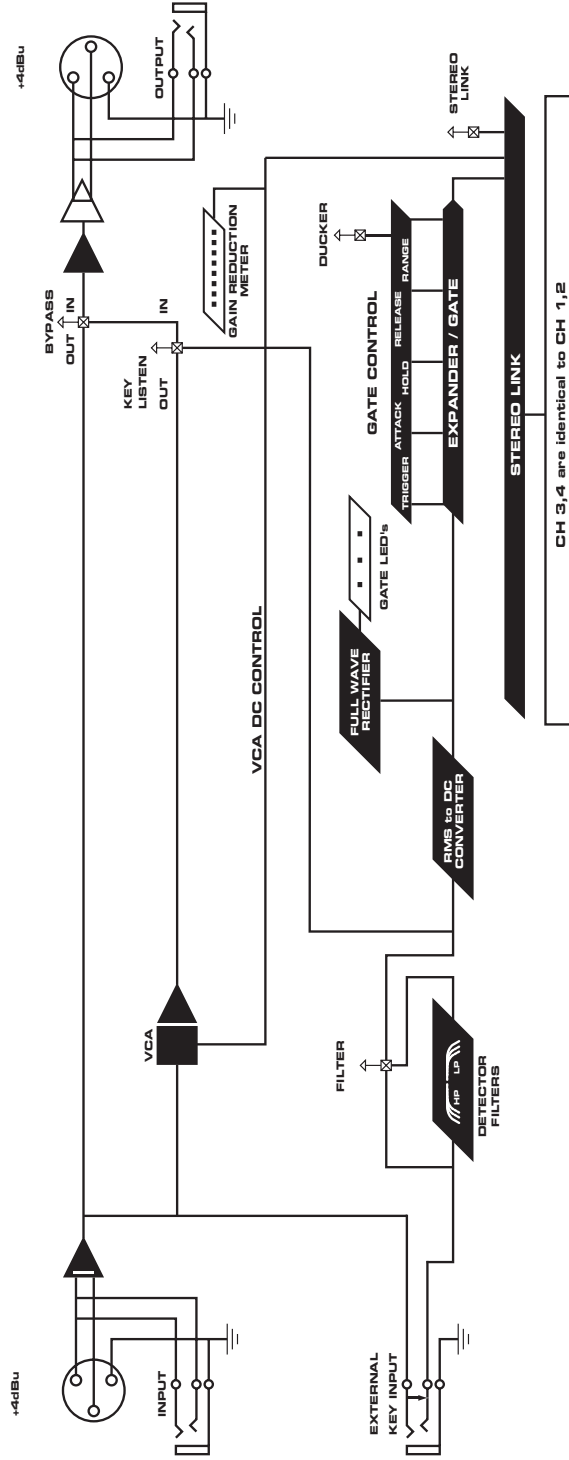 +4dBu
INPUT
EXTERNAL
KEY INPUT
VCA
FILTER
HP LP
DETECTOR
FILTERS
RMS to DC
CONVERTER
VCA DC CONTROL
FULL WAVE
RECTIFIER
GATE LED's
KEY
LISTEN
OUT
IN
BYPASS
OUT
IN
GAIN REDUCTION
METER
GATE CONTROL
TRIGGER
ATTACK
HOLD
RELEASE
RANGE
EXPANDER / GATE
DUCKER
STEREO LINK
STEREO
LINK
+4dBu
OUTPUT
CH 3,4 are identical to CH 1,2